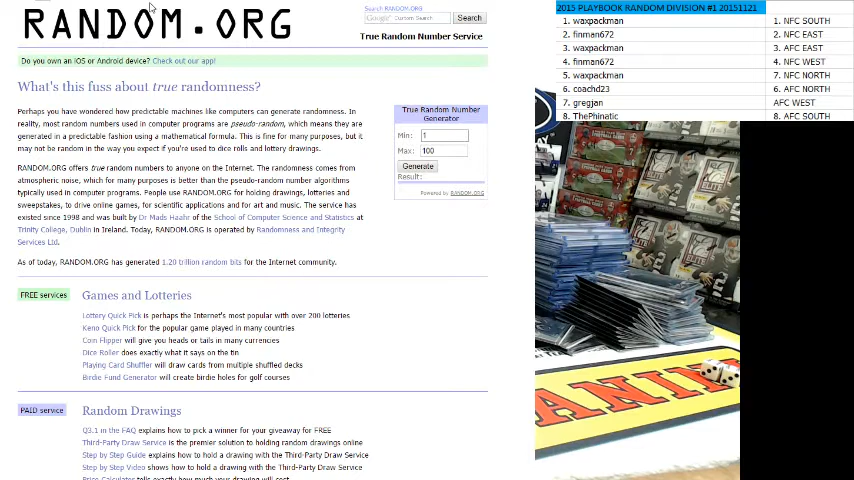 RANDOM.ORG
Search RANDOM.ORG
Google Custom Search
Search
True Random Number Service
Do you own an iOS or Android device? Check out our app!
What's this fuss about true randomness?
Perhaps you have wondered how predictable machines like computers can generate randomness. In
reality, most random numbers used in computer programs are pseudo-random, which means they are
generated in a predictable fashion using a mathematical formula. This is fine for many purposes, but it
may not be random in the way you expect if you're used to dice rolls and lottery drawings.
RANDOM.ORG offers true random numbers to anyone on the Internet. The randomness comes from
atmospheric noise, which for many purposes is better than the pseudo-random number algorithms
typically used in computer programs. People use RANDOM.ORG for holding drawings, lotteries and
sweepstakes, to drive online games, for scientific applications and for art and music. The service has
existed since 1998 and was built by Dr Mads Haahr of the School of Computer Science and Statistics at
Trinity College, Dublin in Ireland. Today, RANDOM.ORG is operated by Randomness and Integrity
Services Ltd.
As of today, RANDOM.ORG has generated 1.20 trillion random bits for the Internet community.
True Random Number
Generator
Min: 1
Max: 100
Generate
Result:
Powered by RANDOM.ORG
FREE services
Games and Lotteries
Lottery Quick Pick is perhaps the Internet's most popular with over 200 lotteries
Keno Quick Pick for the popular game played in many countries
Coin Flipper will give you heads or tails in many currencies
Dice Roller does exactly what it says on the tin
Playing Card Shuffler will draw cards from multiple shuffled decks
Birdie Fund Generator will create birdie holes for golf courses
PAID service
Random Drawings
Q3.1 in the FAQ explains how to pick a winner for your giveaway for FREE
Third-Party Draw Service is the premier solution to holding random drawings online
Step by Step Guide explains how to hold a drawing with the Third-Party Draw Service
Step by Step Video shows how to hold a drawing with the Third-Party Draw Service
Price Calculator tells exactly how much your drawing will cost
2015 PLAYBOOK RANDOM DIVISION #1 20151121
1. waxpackman 1. NFC SOUTH
2. finman672 2. NFC EAST
3. waxpackman 3. AFC EAST
4. finman672 4. NFC WEST
5. waxpackman 5. NFC NORTH
6. coachd23 6. AFC NORTH
7. gregjan AFC WEST
8. ThePhinatic 8. AFC SOUTH
ELITE
ELITE
ELITE
PANINI